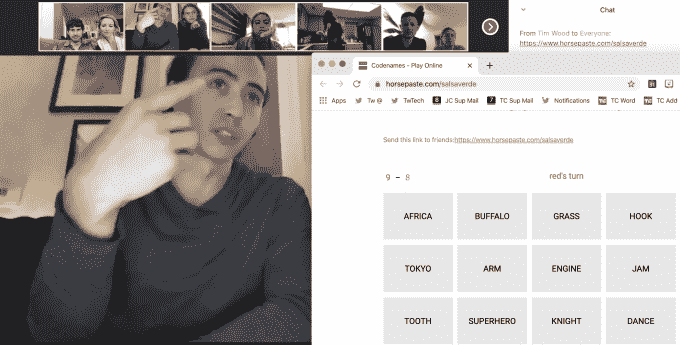 Chat
From Tim Wood to Everyone:
https://www.horsepaste.com/salsaverde
Codenames - Play Online
horsepaste.com/salsaverde
Apps Tw @ TwTech JC Sup Mail TC Sup Mail Notifications TC Word TC Add
Send this link to friends:https://www.horsepaste.com/salsaverde
9 – 8 red's turn
AFRICA BUFFALO GRASS HOOK
TOKYO ARM ENGINE JAM
TOOTH SUPERHERO KNIGHT DANCE